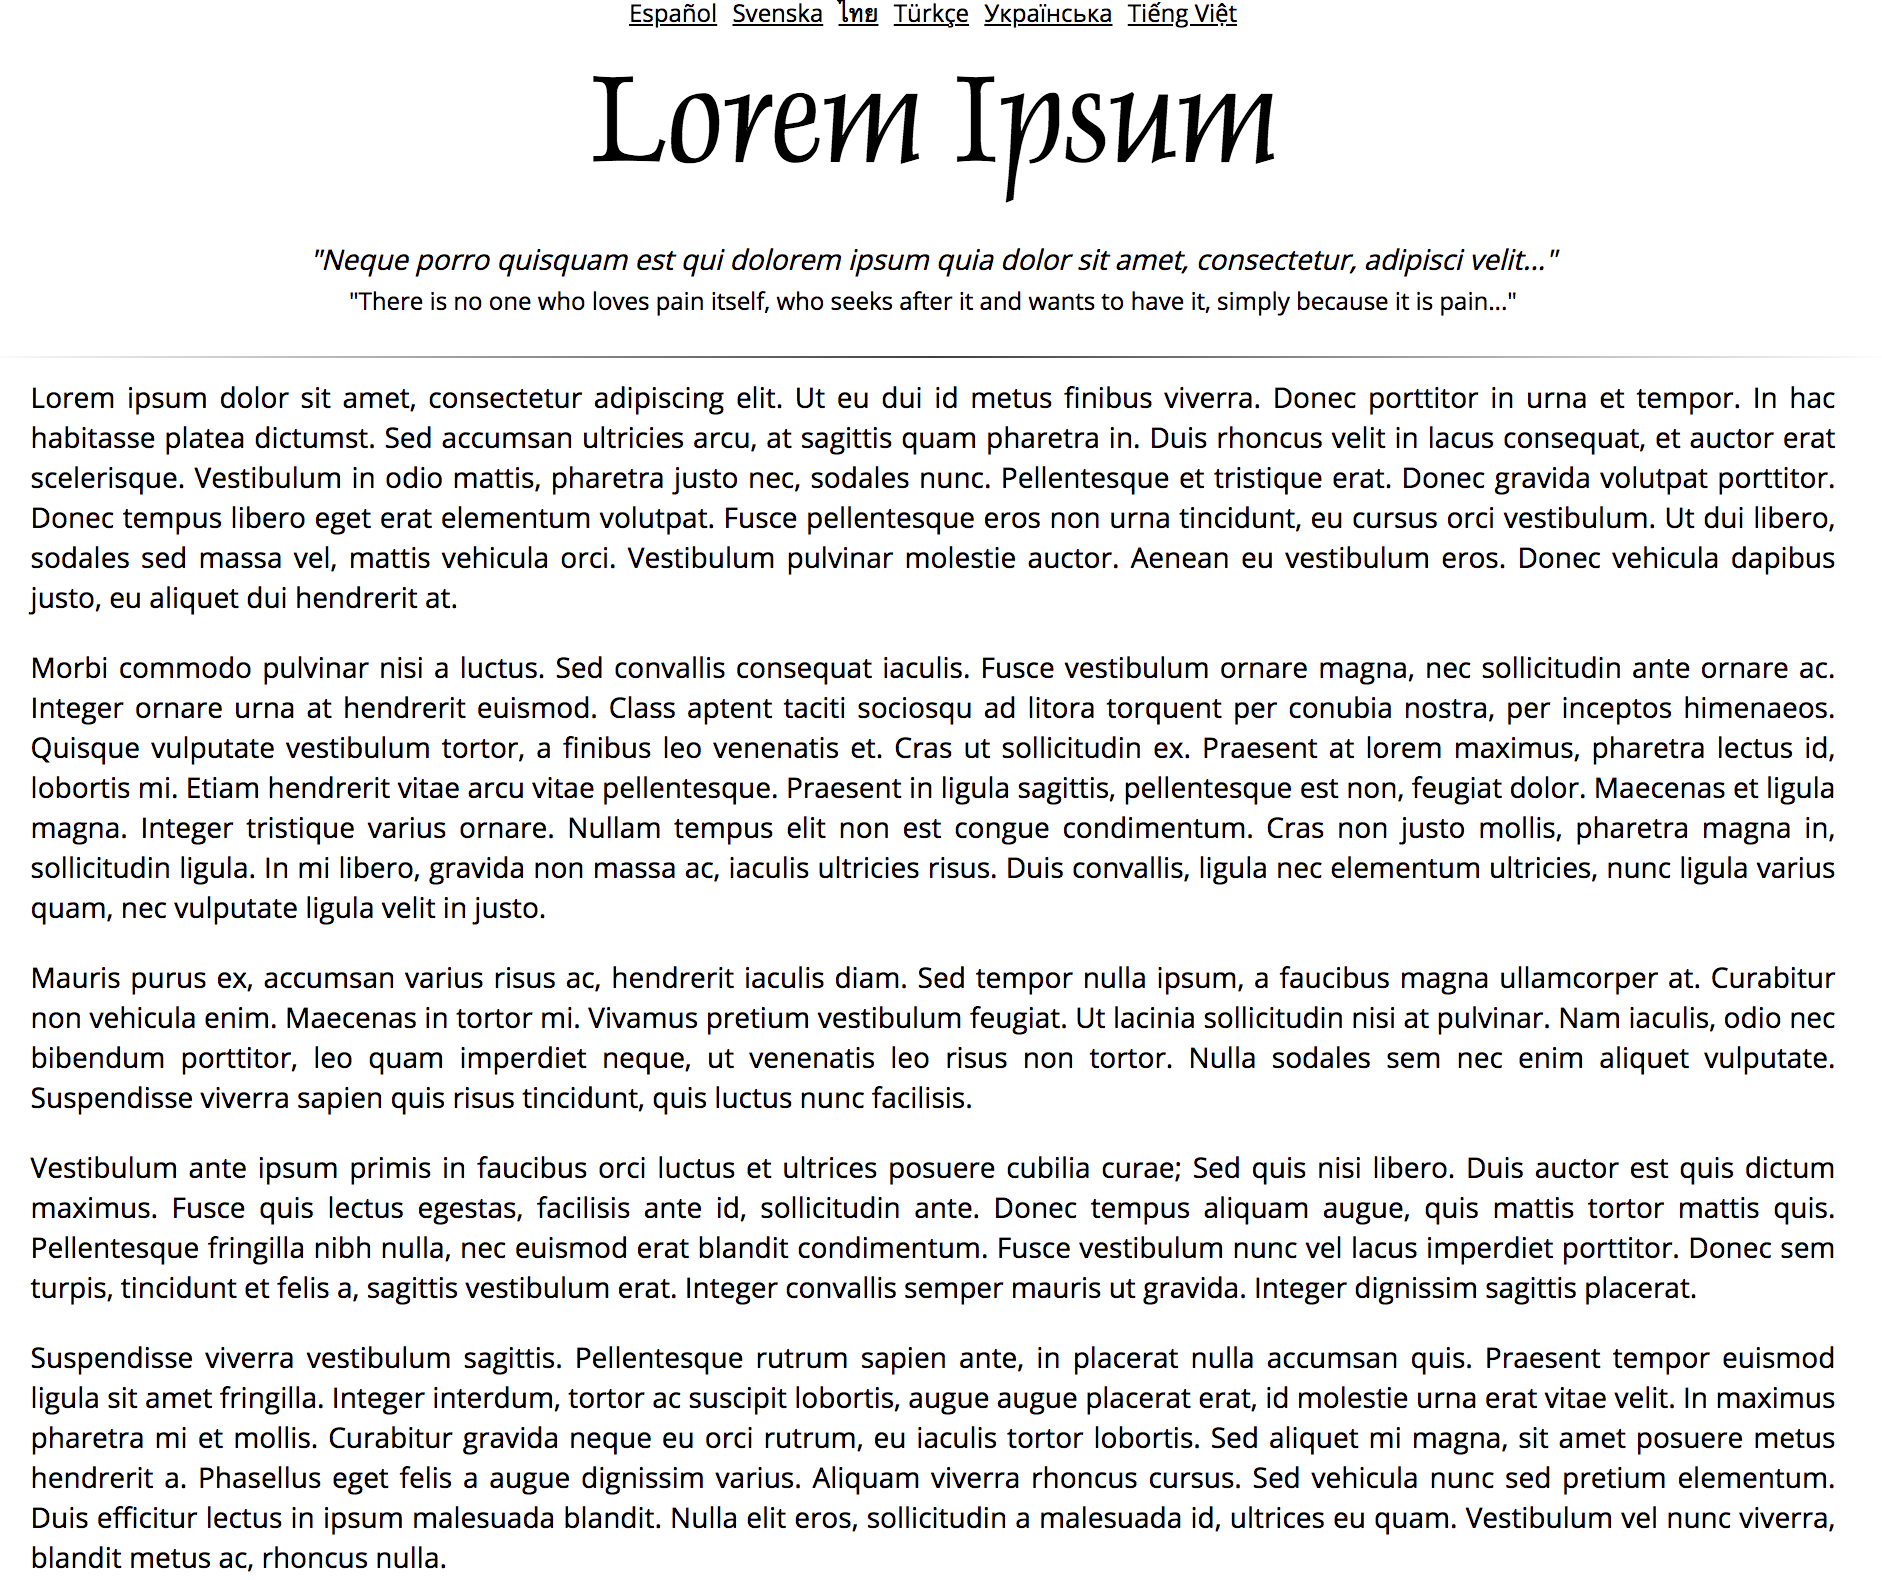 Español Svenska ไทย Türkçe Українська Tiếng Việt
Lorem Ipsum
"Neque porro quisquam est qui dolorem ipsum quia dolor sit amet, consectetur, adipisci velit..."
"There is no one who loves pain itself, who seeks after it and wants to have it, simply because it is pain..."
Lorem ipsum dolor sit amet, consectetur adipiscing elit. Ut eu dui id metus finibus viverra. Donec porttitor in urna et tempor. In hac
habitasse platea dictumst. Sed accumsan ultricies arcu, at sagittis quam pharetra in. Duis rhoncus velit in lacus consequat, et auctor erat
scelerisque. Vestibulum in odio mattis, pharetra justo nec, sodales nunc. Pellentesque et tristique erat. Donec gravida volutpat porttitor.
Donec tempus libero eget erat elementum volutpat. Fusce pellentesque eros non urna tincidunt, eu cursus orci vestibulum. Ut dui libero,
sodales sed massa vel, mattis vehicula orci. Vestibulum pulvinar molestie auctor. Aenean eu vestibulum eros. Donec vehicula dapibus
justo, eu aliquet dui hendrerit at.
Morbi commodo pulvinar nisi a luctus. Sed convallis consequat iaculis. Fusce vestibulum ornare magna, nec sollicitudin ante ornare ac.
Integer ornare urna at hendrerit euismod. Class aptent taciti sociosqu ad litora torquent per conubia nostra, per inceptos himenaeos.
Quisque vulputate vestibulum tortor, a finibus leo venenatis et. Cras ut sollicitudin ex. Praesent at lorem maximus, pharetra lectus id,
lobortis mi. Etiam hendrerit vitae arcu vitae pellentesque. Praesent in ligula sagittis, pellentesque est non, feugiat dolor. Maecenas et ligula
magna. Integer tristique varius ornare. Nullam tempus elit non est congue condimentum. Cras non justo mollis, pharetra magna in,
sollicitudin ligula. In mi libero, gravida non massa ac, iaculis ultricies risus. Duis convallis, ligula nec elementum ultricies, nunc ligula varius
quam, nec vulputate ligula velit in justo.
Mauris purus ex, accumsan varius risus ac, hendrerit iaculis diam. Sed tempor nulla ipsum, a faucibus magna ullamcorper at. Curabitur
non vehicula enim. Maecenas in tortor mi. Vivamus pretium vestibulum feugiat. Ut lacinia sollicitudin nisi at pulvinar. Nam iaculis, odio nec
bibendum porttitor, leo quam imperdiet neque, ut venenatis leo risus non tortor. Nulla sodales sem nec enim aliquet vulputate.
Suspendisse viverra sapien quis risus tincidunt, quis luctus nunc facilisis.
Vestibulum ante ipsum primis in faucibus orci luctus et ultrices posuere cubilia curae; Sed quis nisi libero. Duis auctor est quis dictum
maximus. Fusce quis lectus egestas, facilisis ante id, sollicitudin ante. Donec tempus aliquam augue, quis mattis tortor mattis quis.
Pellentesque fringilla nibh nulla, nec euismod erat blandit condimentum. Fusce vestibulum nunc vel lacus imperdiet porttitor. Donec sem
turpis, tincidunt et felis a, sagittis vestibulum erat. Integer convallis semper mauris ut gravida. Integer dignissim sagittis placerat.
Suspendisse viverra vestibulum sagittis. Pellentesque rutrum sapien ante, in placerat nulla accumsan quis. Praesent tempor euismod
ligula sit amet fringilla. Integer interdum, tortor ac suscipit lobortis, augue augue placerat erat, id molestie urna erat vitae velit. In maximus
pharetra mi et mollis. Curabitur gravida neque eu orci rutrum, eu iaculis tortor lobortis. Sed aliquet mi magna, sit amet posuere metus
hendrerit a. Phasellus eget felis a augue dignissim varius. Aliquam viverra rhoncus cursus. Sed vehicula nunc sed pretium elementum.
Duis efficitur lectus in ipsum malesuada blandit. Nulla elit eros, sollicitudin a malesuada id, ultrices eu quam. Vestibulum vel nunc viverra,
blandit metus ac, rhoncus nulla.